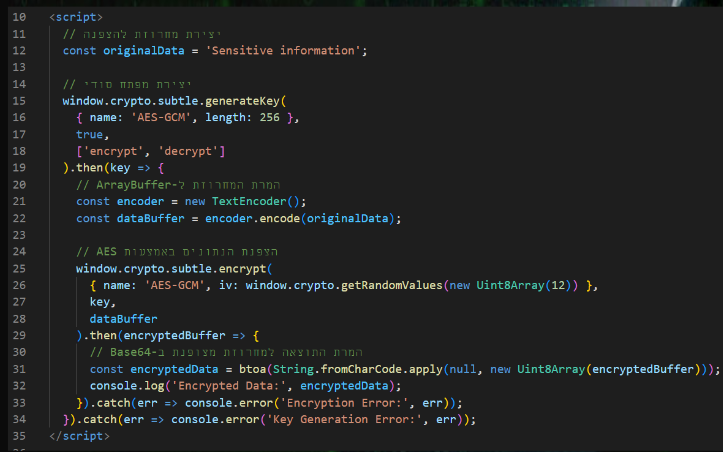 10 <script>
11 // יצירת מחרוזת להצפנה
12 const originalData = 'Sensitive information';
13
14 // יצירת מפתח סודי
15 window.crypto.subtle.generateKey(
16 { name: 'AES-GCM', length: 256 },
17 true,
18 ['encrypt', 'decrypt']
19 ).then(key => {
20 // ArrayBuffer-המרת המחרוזת ל
21 const encoder = new TextEncoder();
22 const dataBuffer = encoder.encode(originalData);
23
24 // AES הצפנת הנתונים באמצעות
25 window.crypto.subtle.encrypt(
26 { name: 'AES-GCM', iv: window.crypto.getRandomValues(new Uint8Array(12)) },
27 key,
28 dataBuffer
29 ).then(encryptedBuffer => {
30 // Base64-המרת התוצאה למחרוזת מצופנת ב
31 const encryptedData = btoa(String.fromCharCode.apply(null, new Uint8Array(encryptedBuffer)));
32 console.log('Encrypted Data:', encryptedData);
33 }).catch(err => console.error('Encryption Error:', err));
34 }).catch(err => console.error('Key Generation Error:', err));
35 </script>